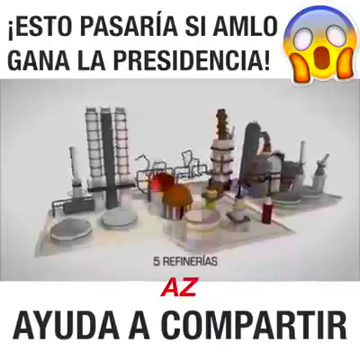 ¡ESTO PASARÍA SI AMLO
GANA LA PRESIDENCIA!
5 REFINERÍAS
AZ
AYUDA A COMPARTIR